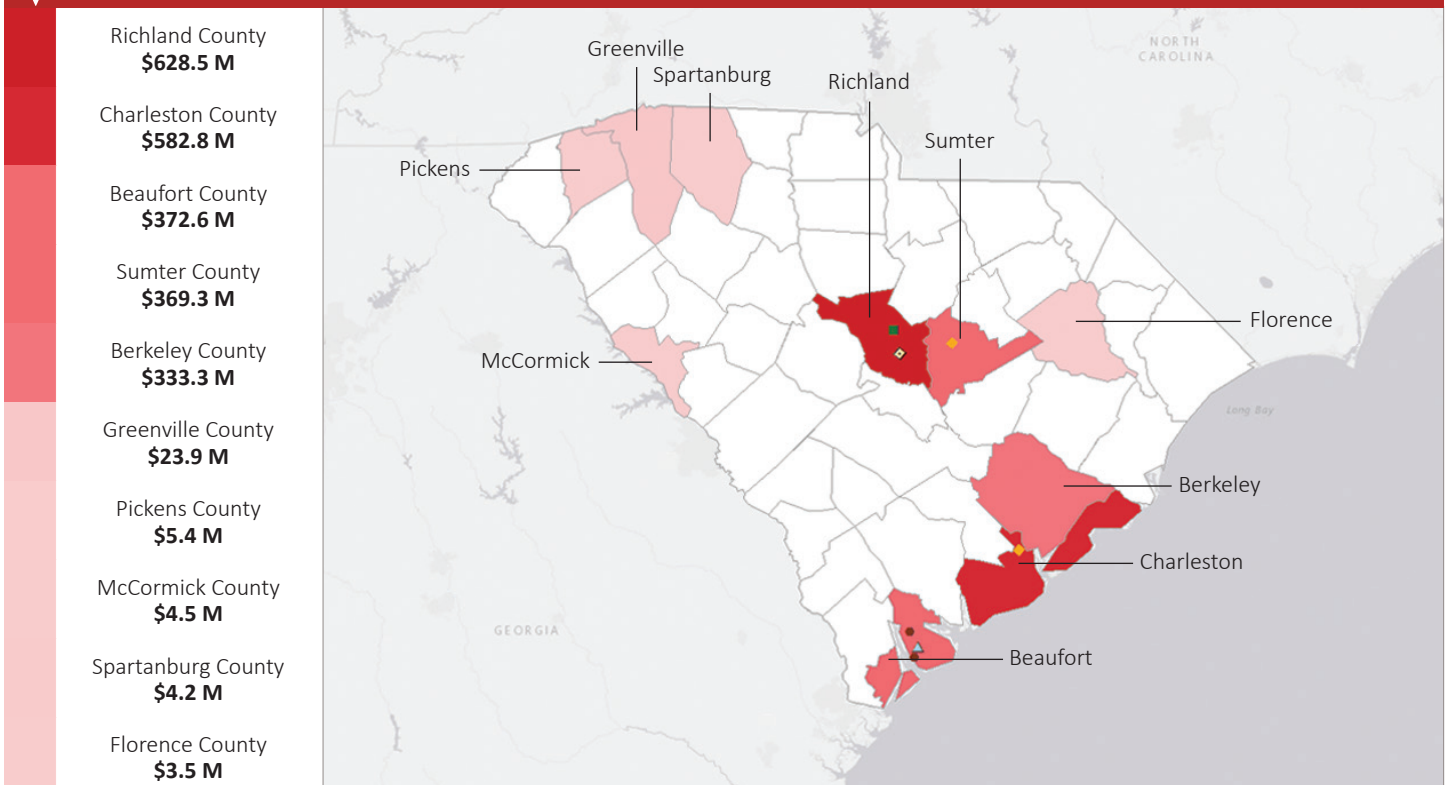 Richland County
$628.5 M
Charleston County
$582.8 M
Beaufort County
$372.6 M
Sumter County
$369.3 M
Berkeley County
$333.3 M
Greenville County
$23.9 M
Pickens County
$5.4 M
McCormick County
$4.5 M
Spartanburg County
$4.2 M
Florence County
$3.5 M
NORTH
CAROLINA
Greenville
Spartanburg
Richland
Sumter
Pickens
Florence
McCormick
Long Bay
Berkeley
Charleston
GEORGIA
Beaufort